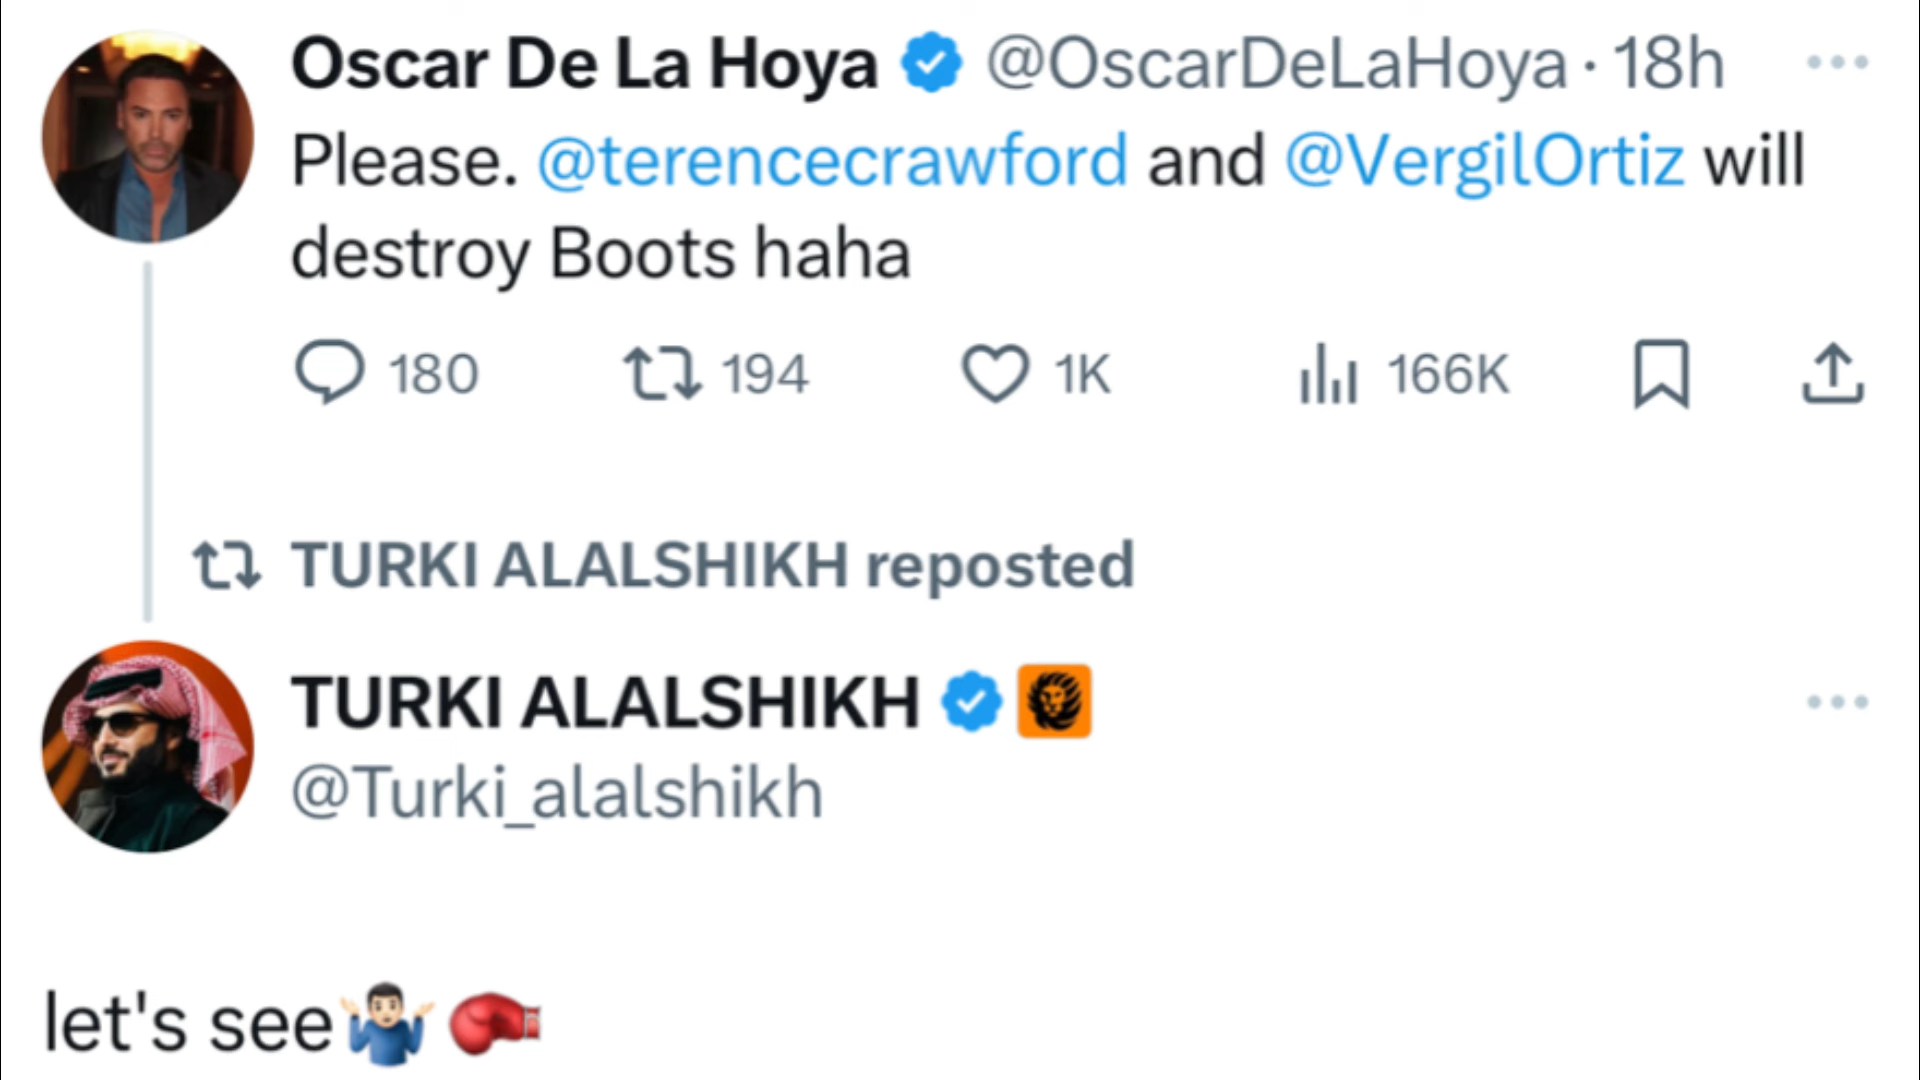 Oscar De La Hoya @OscarDeLaHoya · 18h
Please. @terencecrawford and @VergilOrtiz will
destroy Boots haha
180 194 1K 166K
TURKI ALALSHIKH reposted
TURKI ALALSHIKH
@Turki_alalshikh
let's see🤷🏻‍♂️🥊